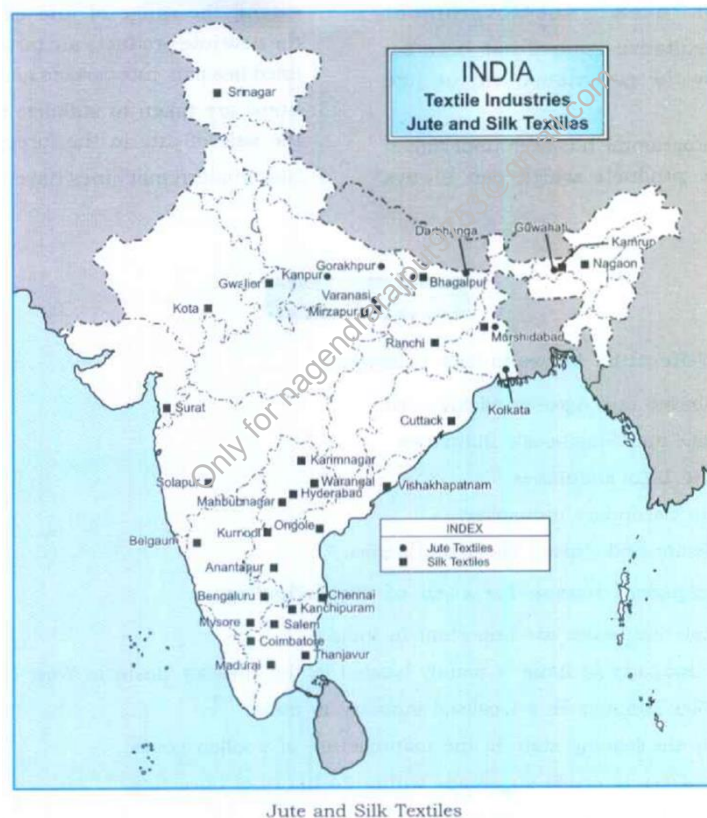 INDIA
Textile Industries
Jute and Silk Textiles
Srinagar
Darbhanga
Guwahati
Kamrup
Nagaon
Gorakhpur
Kanpur
Gwalior
Bhagalpur
Varanasi
Mirzapur
Kota
Ranchi
Murshidabad
Kolkata
Surat
Cuttack
Karimnagar
Solapur
Warangal
Hyderabad
Vishakhapatnam
Mahbubnagar
Kurnool
Ongole
Belgaum
Anantapur
Bengaluru
Chennai
Kanchipuram
Mysore
Salem
Coimbatore
Thanjavur
Madurai
INDEX
Jute Textiles
Silk Textiles
Jute and Silk Textiles
Only for